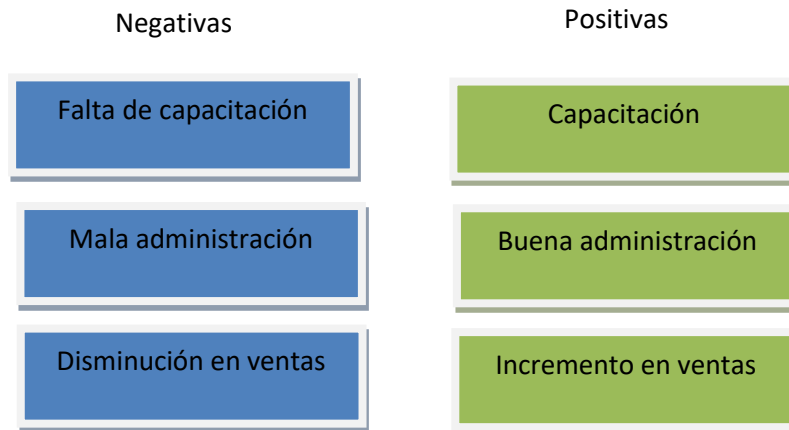 Negativas
Positivas
Falta de capacitación
Capacitación
Mala administración
Buena administración
Disminución en ventas
Incremento en ventas